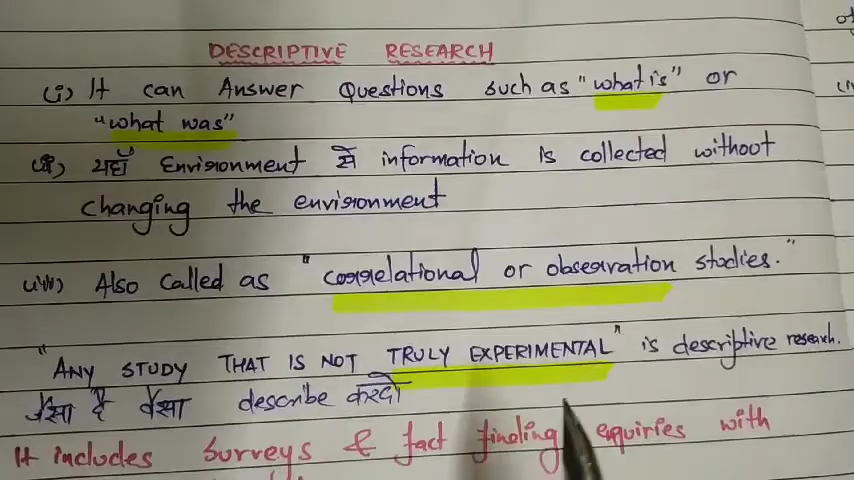 DESCRIPTIVE RESEARCH
(i) It can Answer Questions such as "what is" or
"what was"
(ii) यहाँ Environment से information is collected without
changing the environment
(iii) Also called as "correlational or observation studies."
"ANY STUDY THAT IS NOT TRULY EXPERIMENTAL" is descriptive research.
जैसा है वैसा describe करदो
It includes Surveys & fact finding enquiries with